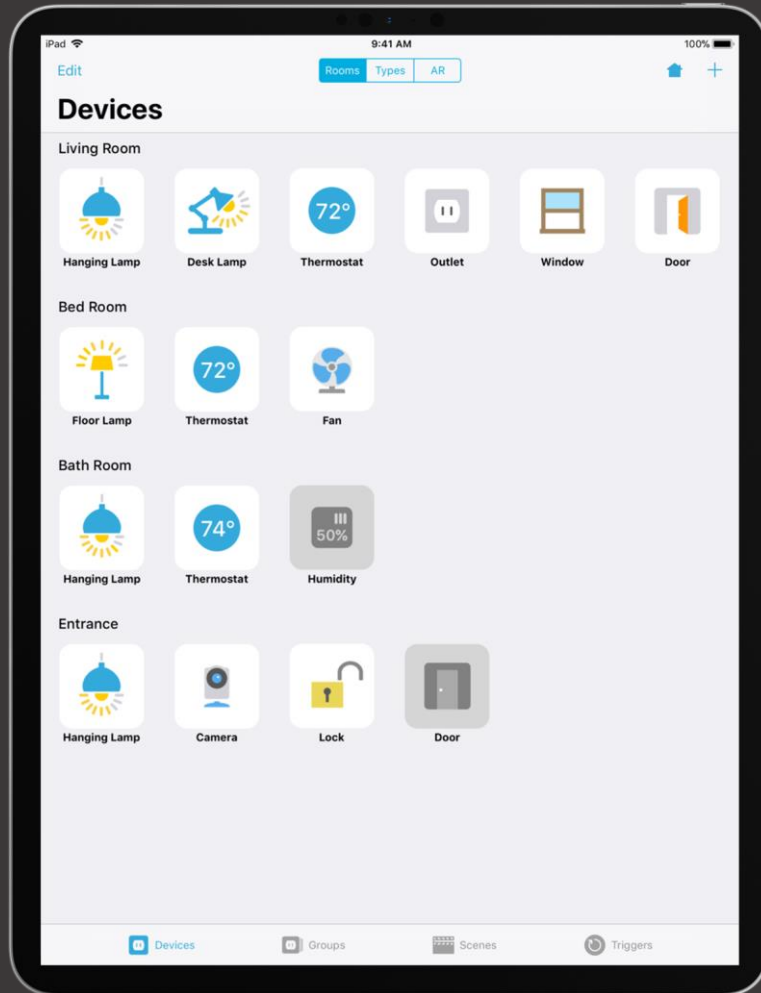 iPad 9:41 AM 100%
Edit Rooms Types AR
Devices
Living Room
72°
Hanging Lamp Desk Lamp Thermostat Outlet Window Door
Bed Room
72°
Floor Lamp Thermostat Fan
Bath Room
74° 50%
Hanging Lamp Thermostat Humidity
Entrance
Hanging Lamp Camera Lock Door
Devices Groups Scenes Triggers